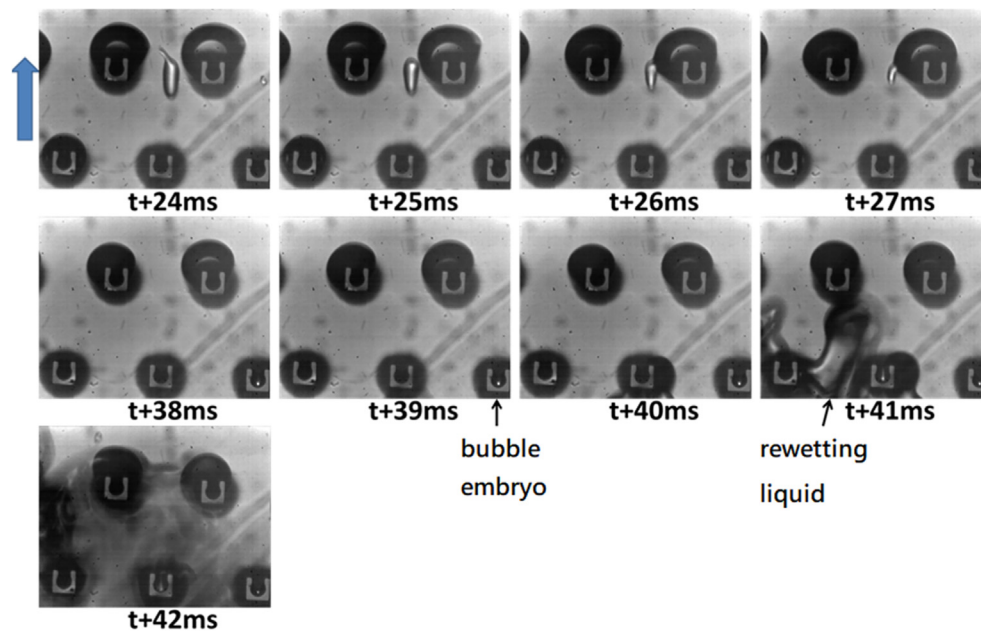 t+24ms
t+25ms
t+26ms
t+27ms
t+38ms
t+39ms
t+40ms
t+41ms
bubble
embryo
rewetting
liquid
t+42ms